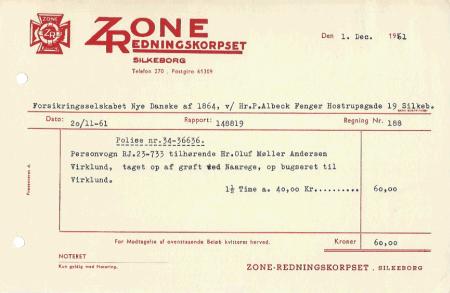 ZONE
ZR
ZONE
REDNINGSKORPSET
SILKEBORG
Telefon 270 . Postgiro 61309
Den 1. Dec. 1961
Forsikringsselskabet Nye Danske af 1864, v/ Hr.P.Albeck Fenger Hostrupsgade 19 Silkeb.
Dato: 20/11-61 Rapport: 148819 Regning Nr. 188
Polise nr.34-36636.
Personvogn RJ.23-733 tilhørende Hr.Oluf Møller Andersen
Virklund, taget op af grøft ved Naarege, op bugseret til
Virklund.
1½ Time a. 40,00 Kr.......... 60,00
For Modtagelse af ovenstaaende Beløb kvitteres herved. Kroner 60,00
NOTERET
Kun gyldig med Notering.
ZONE-REDNINGSKORPSET . SILKEBORG